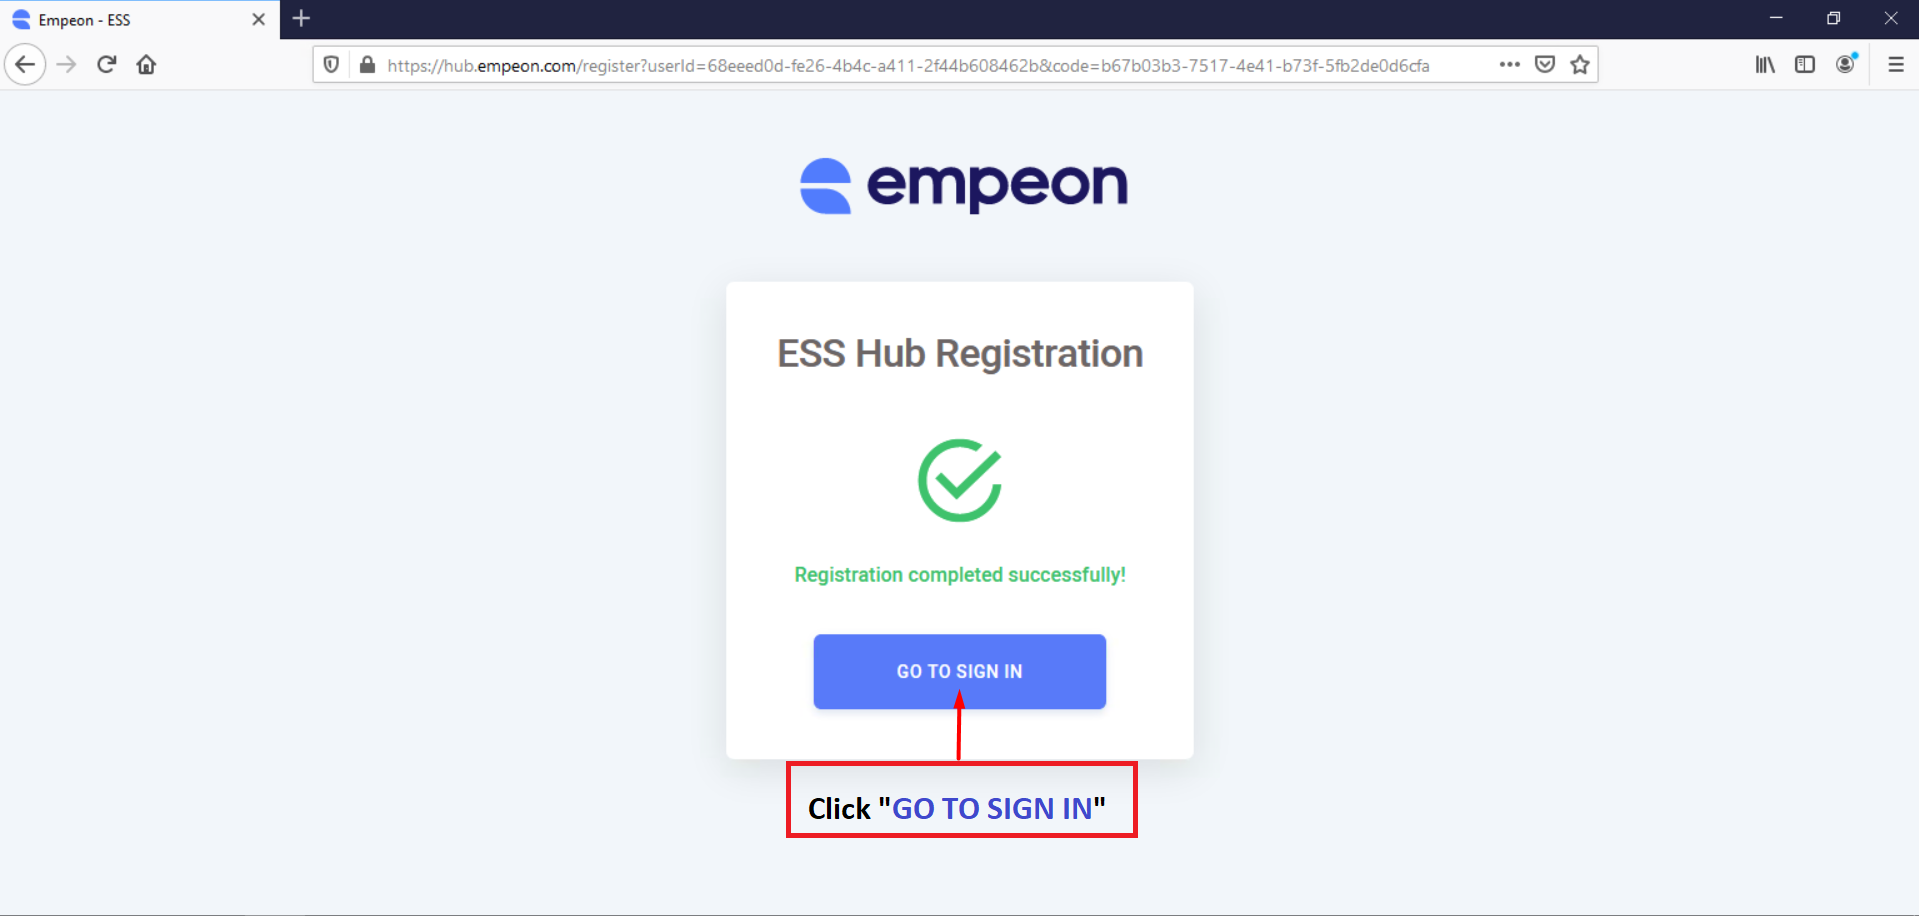 Empeon - ESS
https://hub.empeon.com/register?userId=68eeed0d-fe26-4b4c-a411-2f44b608462b&code=b67b03b3-7517-4e41-b73f-5fb2de0d6cfa
empeon
ESS Hub Registration
Registration completed successfully!
GO TO SIGN IN
Click "GO TO SIGN IN"